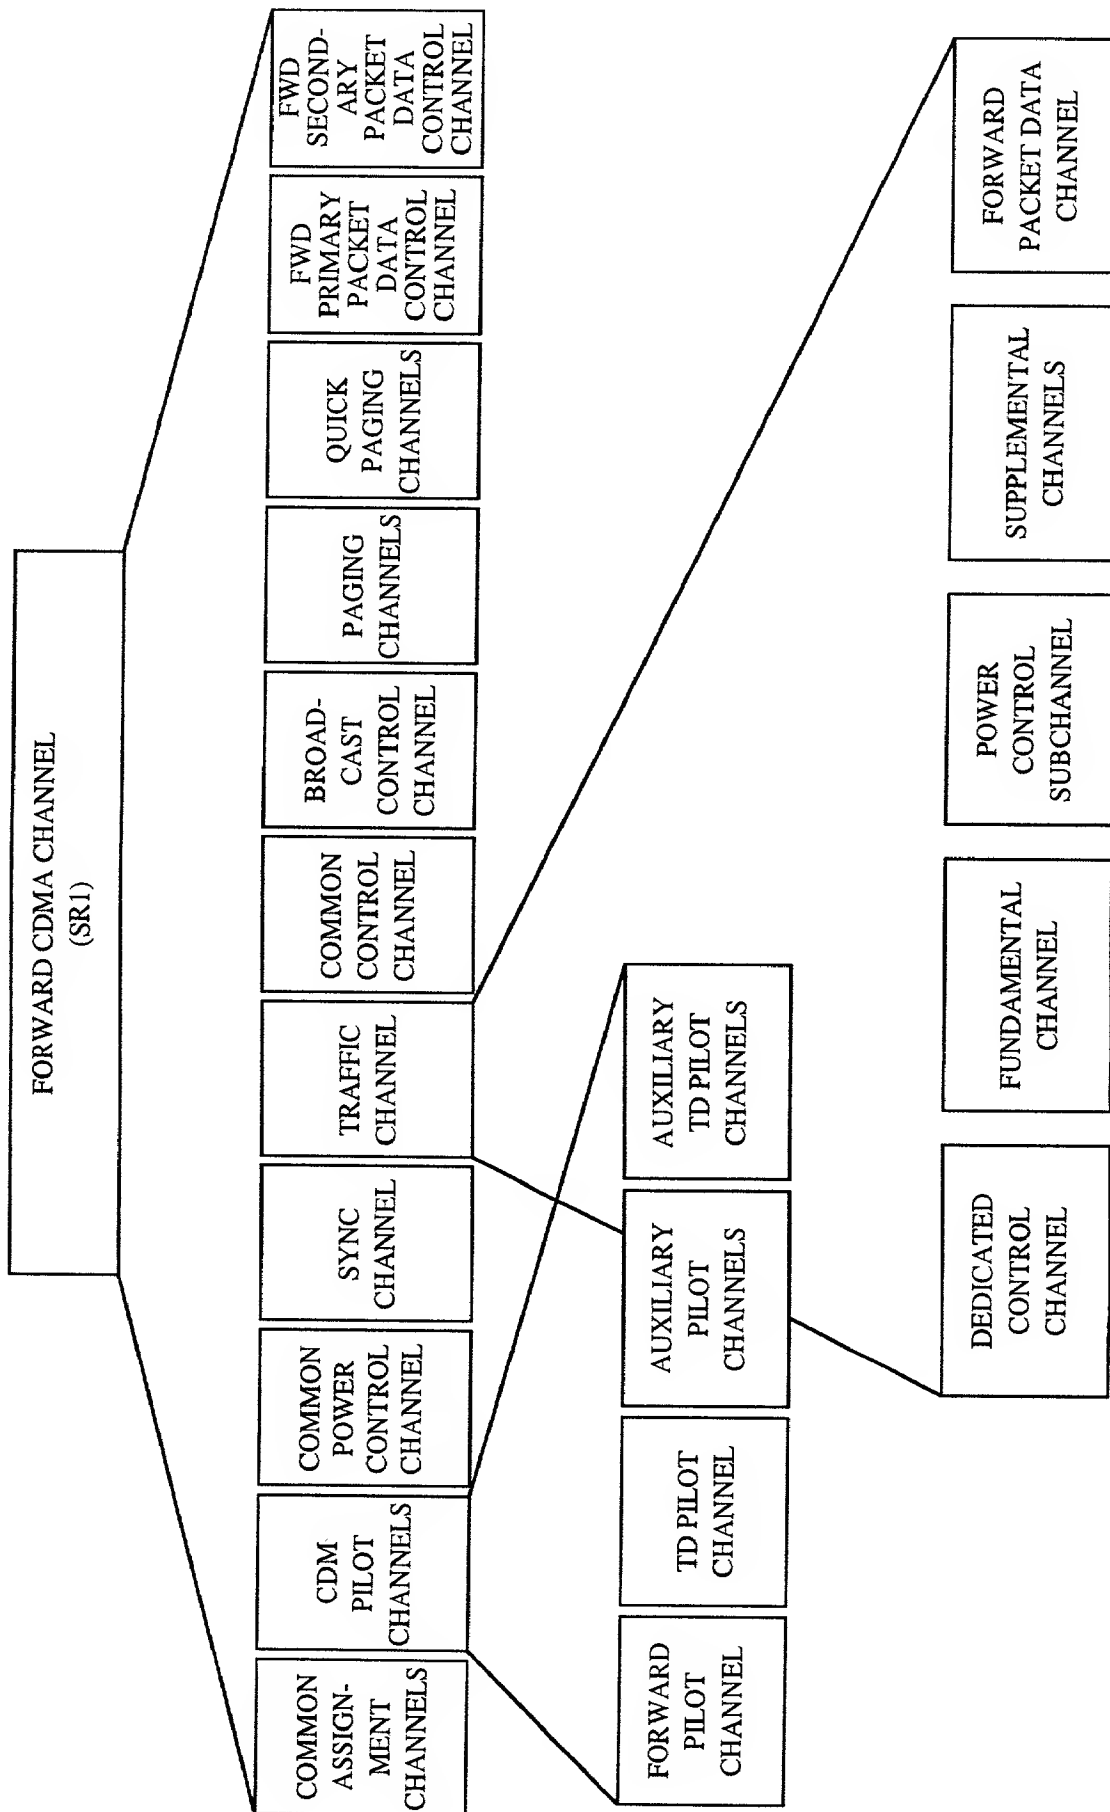 FORWARD CDMA CHANNEL
(SR1)
COMMON
ASSIGN-
MENT
CHANNELS
CDM
PILOT
CHANNELS
COMMON
POWER
CONTROL
CHANNEL
SYNC
CHANNEL
TRAFFIC
CHANNEL
COMMON
CONTROL
CHANNEL
BROAD-
CAST
CONTROL
CHANNEL
PAGING
CHANNELS
QUICK
PAGING
CHANNELS
FWD
PRIMARY
PACKET
DATA
CONTROL
CHANNEL
FWD
SECOND-
ARY
PACKET
DATA
CONTROL
CHANNEL
FORWARD
PILOT
CHANNEL
TD PILOT
CHANNEL
AUXILIARY
PILOT
CHANNELS
AUXILIARY
TD PILOT
CHANNELS
DEDICATED
CONTROL
CHANNEL
FUNDAMENTAL
CHANNEL
POWER
CONTROL
SUBCHANNEL
SUPPLEMENTAL
CHANNELS
FORWARD
PACKET DATA
CHANNEL